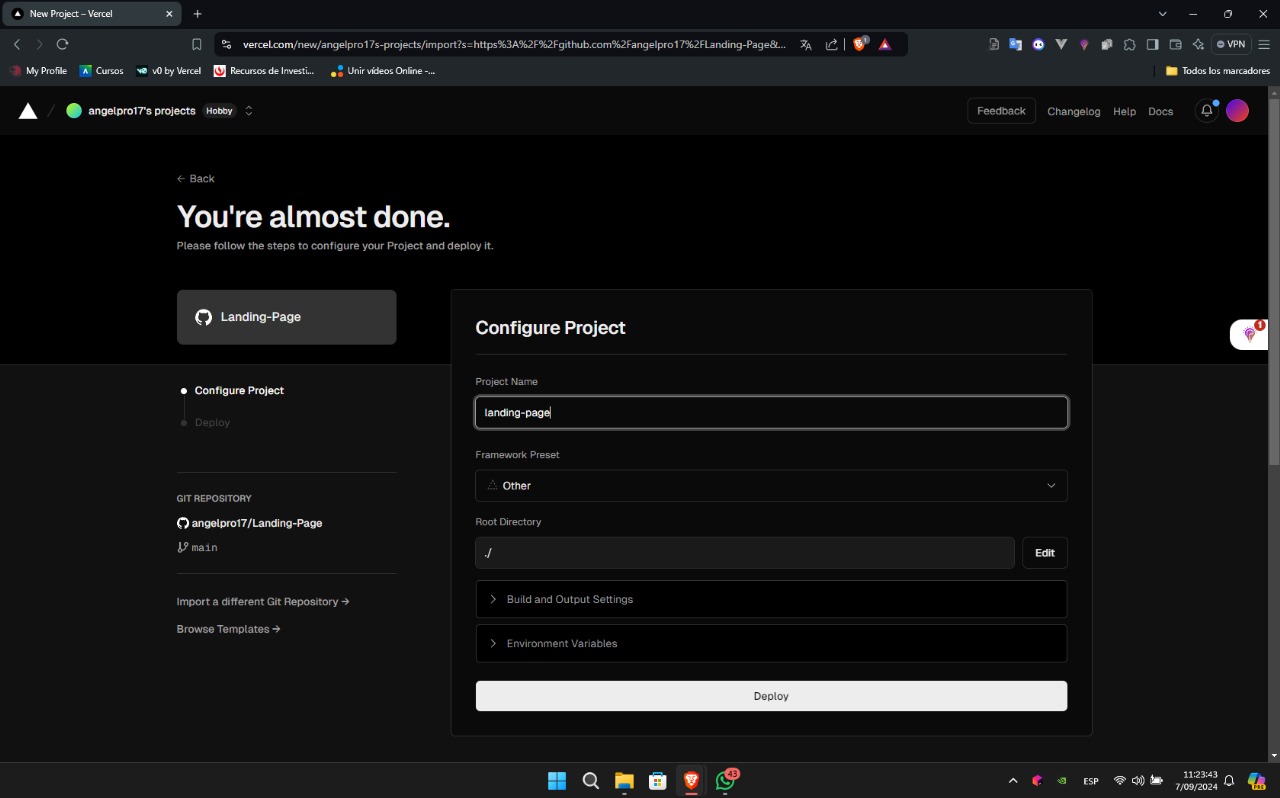 New Project – Vercel
vercel.com/new/angelpro17s-projects/import?s=https%3A%2F%2Fgithub.com%2Fangelpro17%2FLanding-Page&...
1
VPN
My Profile
Cursos
v0 by Vercel
Recursos de Investi...
Unir vídeos Online -...
Todos los marcadores
angelpro17's projects
Hobby
Feedback
Changelog
Help
Docs
← Back
You're almost done.
Please follow the steps to configure your Project and deploy it.
Landing-Page
Configure Project
Deploy
GIT REPOSITORY
angelpro17/Landing-Page
main
Import a different Git Repository →
Browse Templates →
Configure Project
Project Name
landing-page
Framework Preset
Other
Root Directory
./
Edit
Build and Output Settings
Environment Variables
Deploy
1
43
ESP
11:23:43
7/09/2024
PRE